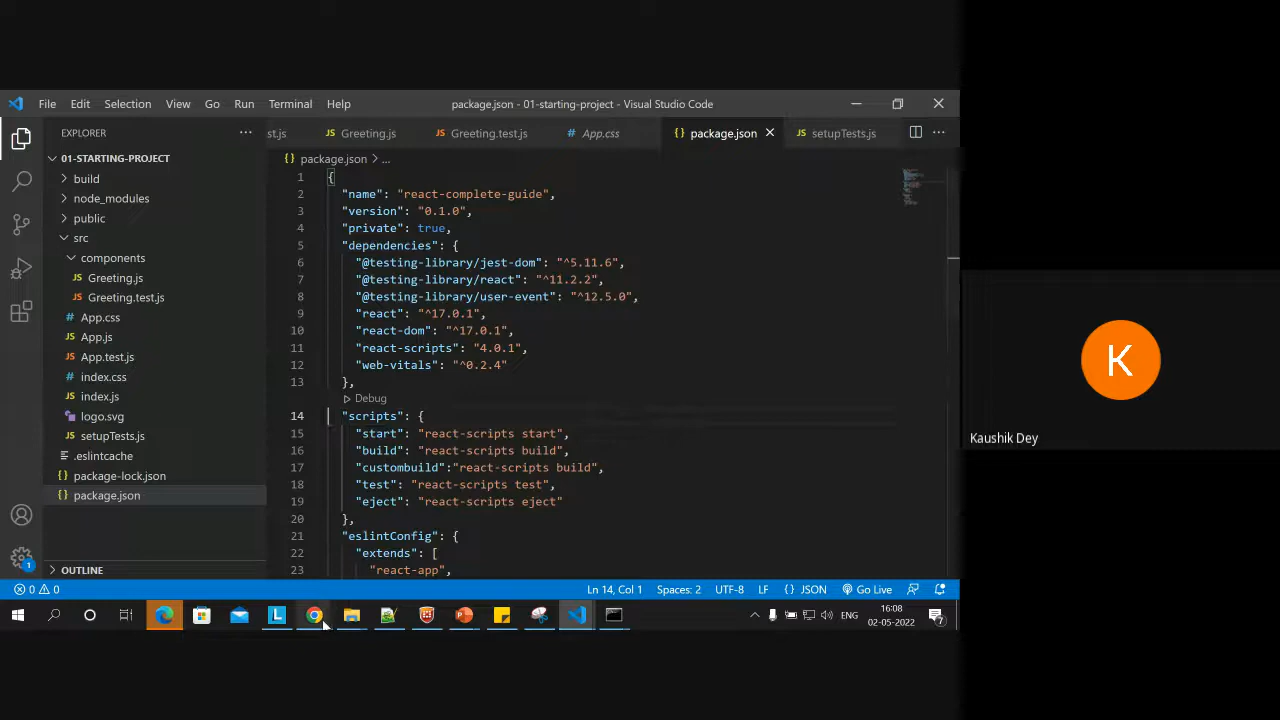 File Edit Selection View Go Run Terminal Help package.json - 01-starting-project - Visual Studio Code
EXPLORER
01-STARTING-PROJECT
build
node_modules
public
src
components
Greeting.js
Greeting.test.js
App.css
App.js
App.test.js
index.css
index.js
logo.svg
setupTests.js
.eslintcache
package-lock.json
package.json
OUTLINE
st.js Greeting.js Greeting.test.js App.css package.json setupTests.js
package.json > ...
1 {
2 "name": "react-complete-guide",
3 "version": "0.1.0",
4 "private": true,
5 "dependencies": {
6 "@testing-library/jest-dom": "^5.11.6",
7 "@testing-library/react": "^11.2.2",
8 "@testing-library/user-event": "^12.5.0",
9 "react": "^17.0.1",
10 "react-dom": "^17.0.1",
11 "react-scripts": "4.0.1",
12 "web-vitals": "^0.2.4"
13 },
Debug
14 "scripts": {
15 "start": "react-scripts start",
16 "build": "react-scripts build",
17 "custombuild":"react-scripts build",
18 "test": "react-scripts test",
19 "eject": "react-scripts eject"
20 },
21 "eslintConfig": {
22 "extends": [
23 "react-app",
0 0 Ln 14, Col 1 Spaces: 2 UTF-8 LF {} JSON Go Live
ENG 16:08
02-05-2022
K
Kaushik Dey